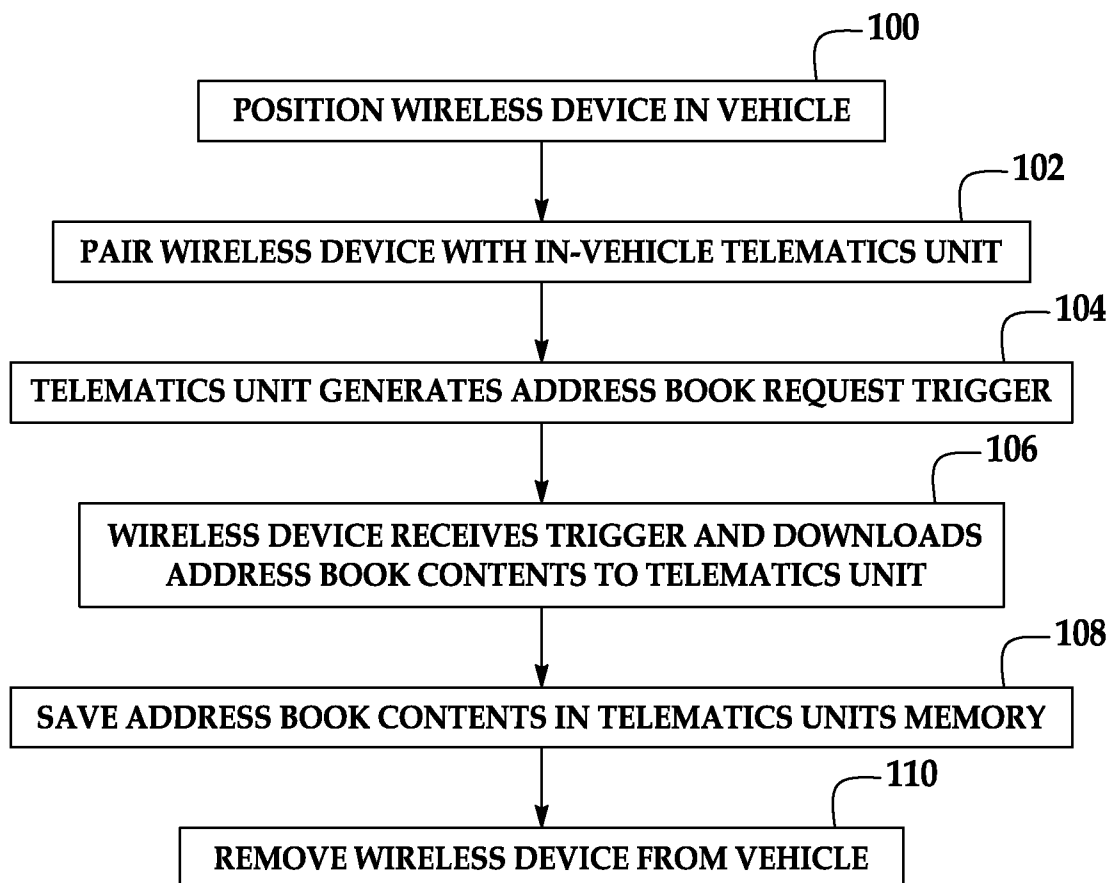 100
POSITION WIRELESS DEVICE IN VEHICLE
102
PAIR WIRELESS DEVICE WITH IN-VEHICLE TELEMATICS UNIT
104
TELEMATICS UNIT GENERATES ADDRESS BOOK REQUEST TRIGGER
106
WIRELESS DEVICE RECEIVES TRIGGER AND DOWNLOADS
ADDRESS BOOK CONTENTS TO TELEMATICS UNIT
108
SAVE ADDRESS BOOK CONTENTS IN TELEMATICS UNITS MEMORY
110
REMOVE WIRELESS DEVICE FROM VEHICLE